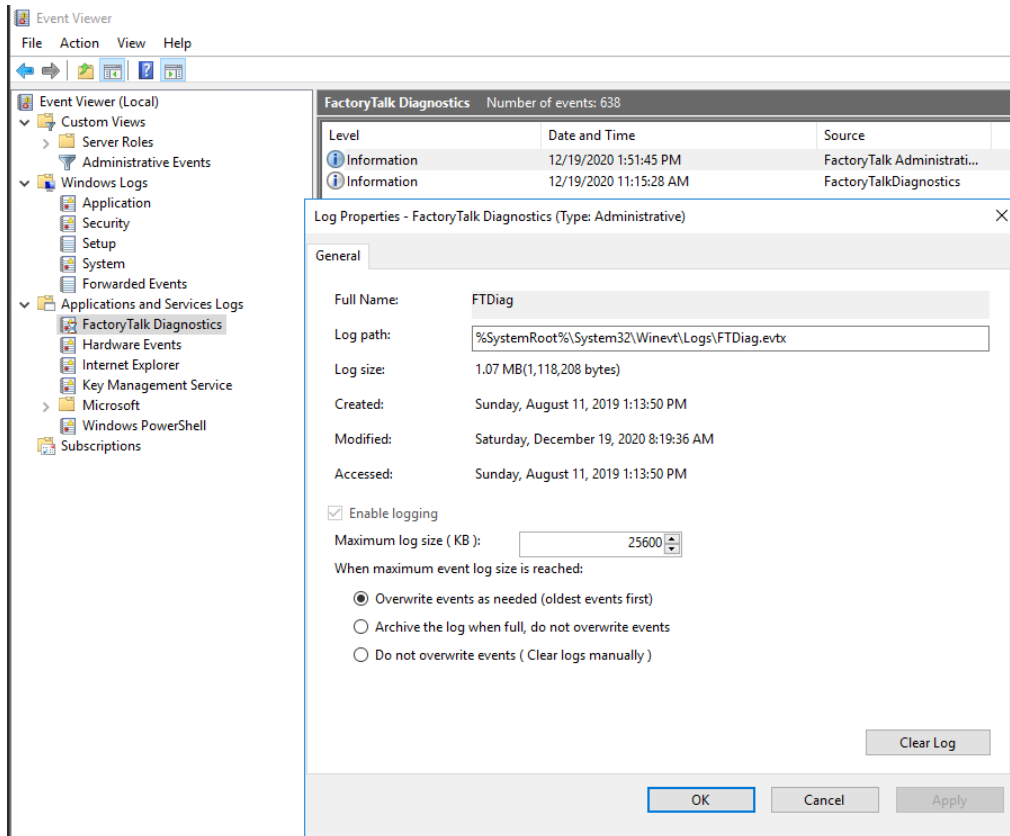 Event Viewer
File Action View Help
Event Viewer (Local)
Custom Views
Server Roles
Administrative Events
Windows Logs
Application
Security
Setup
System
Forwarded Events
Applications and Services Logs
FactoryTalk Diagnostics
Hardware Events
Internet Explorer
Key Management Service
Microsoft
Windows PowerShell
Subscriptions
FactoryTalk Diagnostics Number of events: 638
Level Date and Time Source
Information 12/19/2020 1:51:45 PM FactoryTalk Administrati...
Information 12/19/2020 11:15:28 AM FactoryTalkDiagnostics
Log Properties - FactoryTalk Diagnostics (Type: Administrative)
General
Full Name: FTDiag
Log path: %SystemRoot%\System32\Winevt\Logs\FTDiag.evtx
Log size: 1.07 MB(1,118,208 bytes)
Created: Sunday, August 11, 2019 1:13:50 PM
Modified: Saturday, December 19, 2020 8:19:36 AM
Accessed: Sunday, August 11, 2019 1:13:50 PM
Enable logging
Maximum log size ( KB ): 25600
When maximum event log size is reached:
Overwrite events as needed (oldest events first)
Archive the log when full, do not overwrite events
Do not overwrite events ( Clear logs manually )
Clear Log
OK Cancel Apply